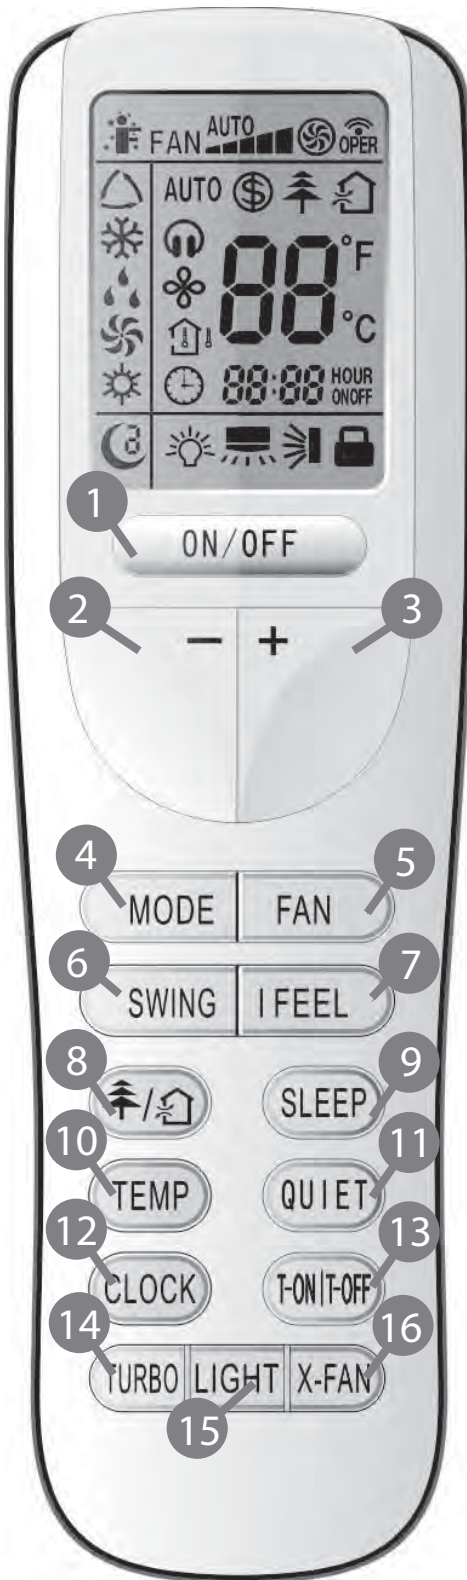 FAN AUTO OPER
AUTO
88 °F
°C
88:88 HOUR
ON OFF
1
ON/OFF
2 3
- +
4 5
MODE FAN
6 7
SWING I FEEL
8 9
/ SLEEP
10 11
TEMP QUIET
12 13
CLOCK T-ON|T-OFF
14 16
TURBO LIGHT X-FAN
15